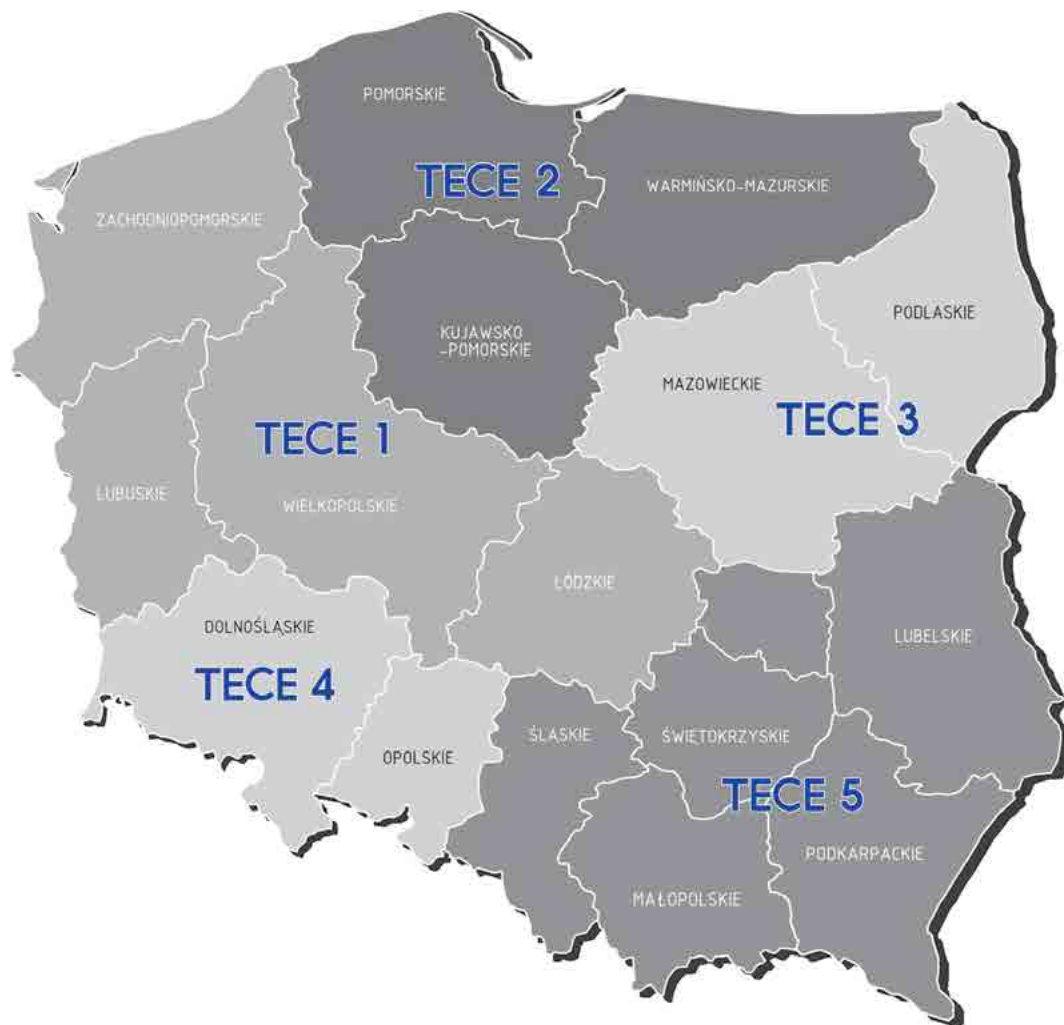 POMORSKIE
TECE 2
WARMIŃSKO-MAZURSKIE
ZACHODNIOPOMORSKIE
PODLASKIE
KUJAWSKO
-POMORSKIE
MAZOWIECKIE
TECE 3
TECE 1
LUBUSKIE
WIELKOPOLSKIE
ŁÓDZKIE
DOLNOŚLĄSKIE
LUBELSKIE
TECE 4
ŚLĄSKIE
ŚWIĘTOKRZYSKIE
OPOLSKIE
TECE 5
PODKARPACKIE
MAŁOPOLSKIE